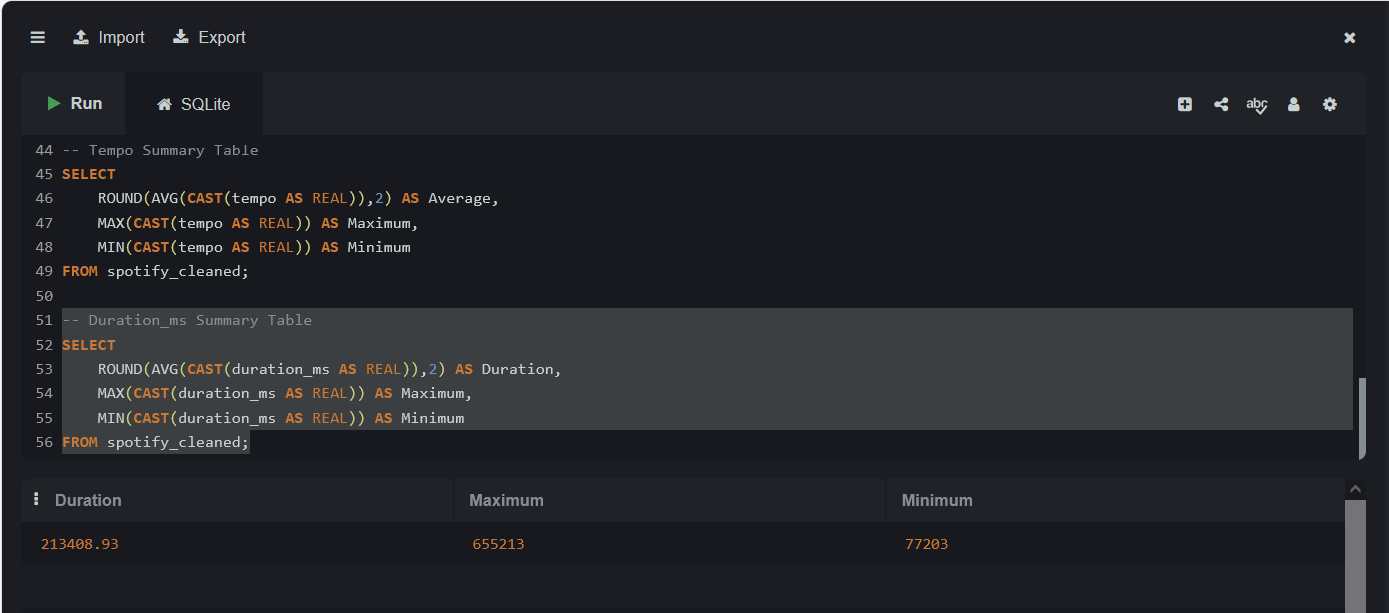 Import Export
Run SQLite abc
44 -- Tempo Summary Table
45 SELECT
46 ROUND(AVG(CAST(tempo AS REAL)),2) AS Average,
47 MAX(CAST(tempo AS REAL)) AS Maximum,
48 MIN(CAST(tempo AS REAL)) AS Minimum
49 FROM spotify_cleaned;
50
51 -- Duration_ms Summary Table
52 SELECT
53 ROUND(AVG(CAST(duration_ms AS REAL)),2) AS Duration,
54 MAX(CAST(duration_ms AS REAL)) AS Maximum,
55 MIN(CAST(duration_ms AS REAL)) AS Minimum
56 FROM spotify_cleaned;
Duration Maximum Minimum
213408.93 655213 77203